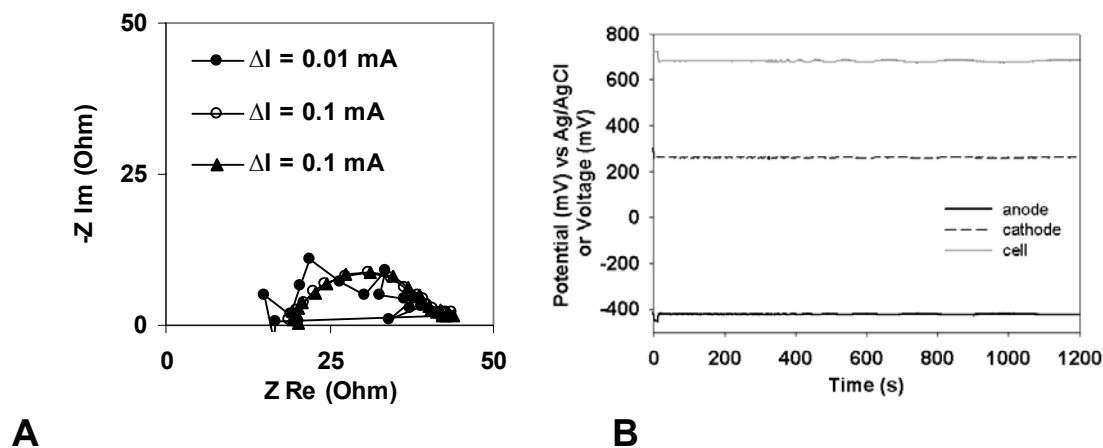 50
25
0
-Z Im (Ohm)
ΔI = 0.01 mA
ΔI = 0.1 mA
ΔI = 0.1 mA
0
25
50
Z Re (Ohm)
A
800
600
400
200
0
-200
-400
Potential (mV) vs Ag/AgCl
or Voltage (mV)
anode
cathode
cell
0 200 400 600 800 1000 1200
Time (s)
B